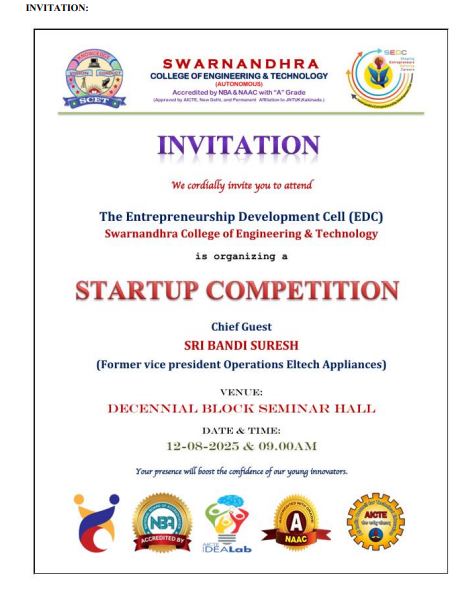 INVITATION:
SWARNANDHRA
COLLEGE OF ENGINEERING & TECHNOLOGY
(AUTONOMOUS)
Accredited by NBA & NAAC with "A" Grade
(Approved by AICTE, New Delhi, and Permanent Affiliation to JNTUK,Kakinada.)
SCET
SEDC
INVITATION
We cordially invite you to attend
The Entrepreneurship Development Cell (EDC)
Swarnandhra College of Engineering & Technology
is organizing a
STARTUP COMPETITION
Chief Guest
SRI BANDI SURESH
(Former vice president Operations Eltech Appliances)
VENUE:
DECENNIAL BLOCK SEMINAR HALL
DATE & TIME:
12-08-2025 & 09.00AM
Your presence will boost the confidence of our young innovators.
NBA
ACCREDITED BY
AICTE
IDEALab
A
NAAC
AICTE